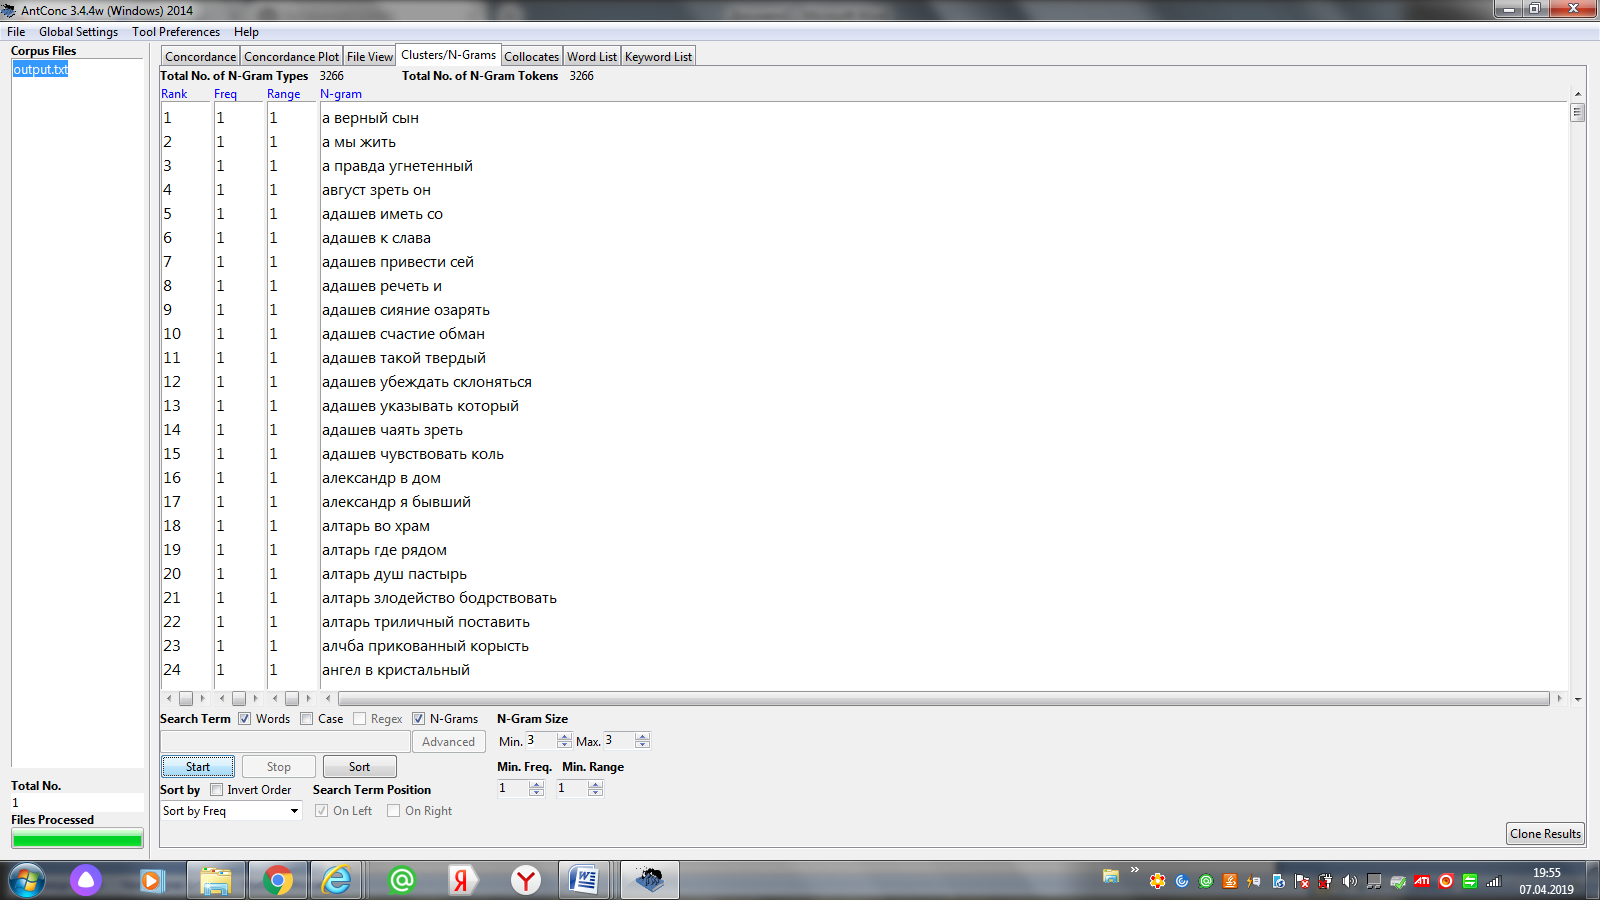 AntConc 3.4.4w (Windows) 2014
File Global Settings Tool Preferences Help
Corpus Files
output.txt
Concordance Concordance Plot File View Clusters/N-Grams Collocates Word List Keyword List
Total No. of N-Gram Types 3266 Total No. of N-Gram Tokens 3266
Rank Freq Range N-gram
1 1 1 а верный сын
2 1 1 а мы жить
3 1 1 а правда угнетенный
4 1 1 август зреть он
5 1 1 адашев иметь со
6 1 1 адашев к слава
7 1 1 адашев привести сей
8 1 1 адашев речеть и
9 1 1 адашев сияние озарять
10 1 1 адашев счастие обман
11 1 1 адашев такой твердый
12 1 1 адашев убеждать склоняться
13 1 1 адашев указывать который
14 1 1 адашев чаять зреть
15 1 1 адашев чувствовать коль
16 1 1 александр в дом
17 1 1 александр я бывший
18 1 1 алтарь во храм
19 1 1 алтарь где рядом
20 1 1 алтарь душ пастырь
21 1 1 алтарь злодейство бодрствовать
22 1 1 алтарь триличный поставить
23 1 1 алчба прикованный корысть
24 1 1 ангел в кристальный
Search Term Words Case Regex N-Grams N-Gram Size
Advanced Min. 3 Max. 3
Start Stop Sort Min. Freq. Min. Range
Sort by Invert Order Search Term Position 1 1
Sort by Freq On Left On Right
Total No.
1
Files Processed
Clone Results
19:55
07.04.2019